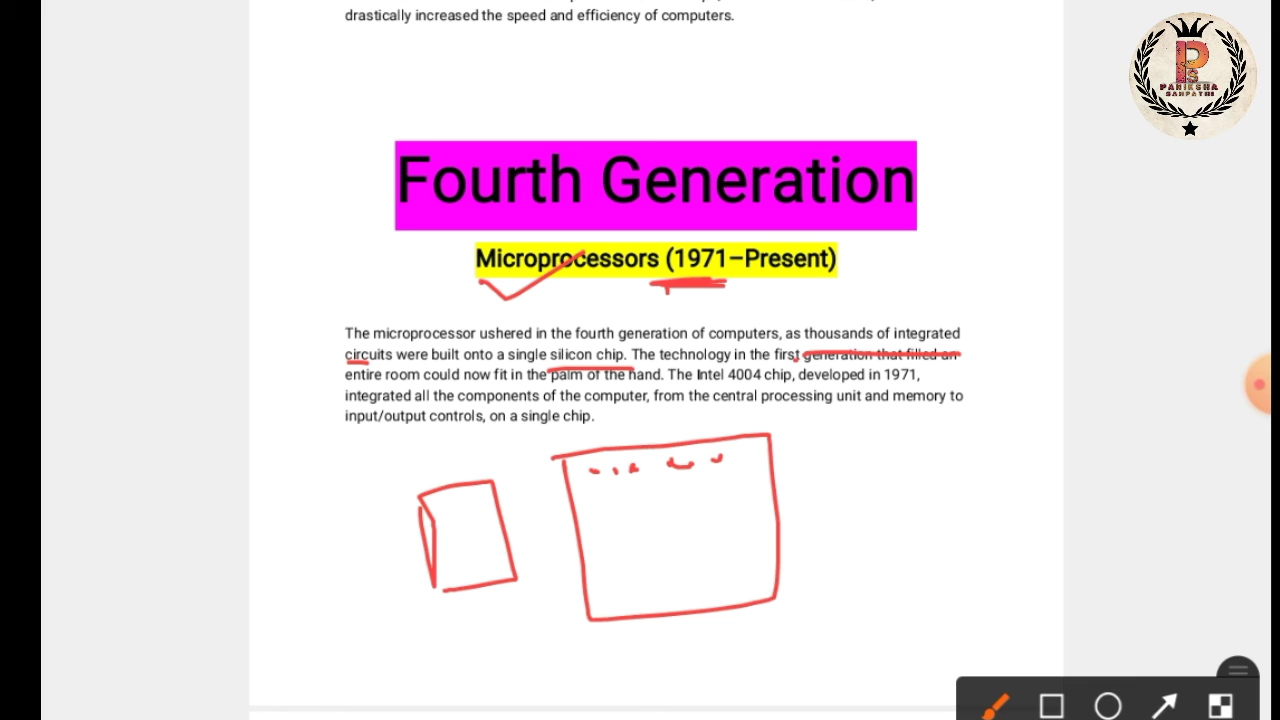 drastically increased the speed and efficiency of computers.
Fourth Generation
Microprocessors (1971–Present)
The microprocessor ushered in the fourth generation of computers, as thousands of integrated
circuits were built onto a single silicon chip. The technology in the first generation that filled an
entire room could now fit in the palm of the hand. The Intel 4004 chip, developed in 1971,
integrated all the components of the computer, from the central processing unit and memory to
input/output controls, on a single chip.
PS
PARIKSHA
SANPATHI